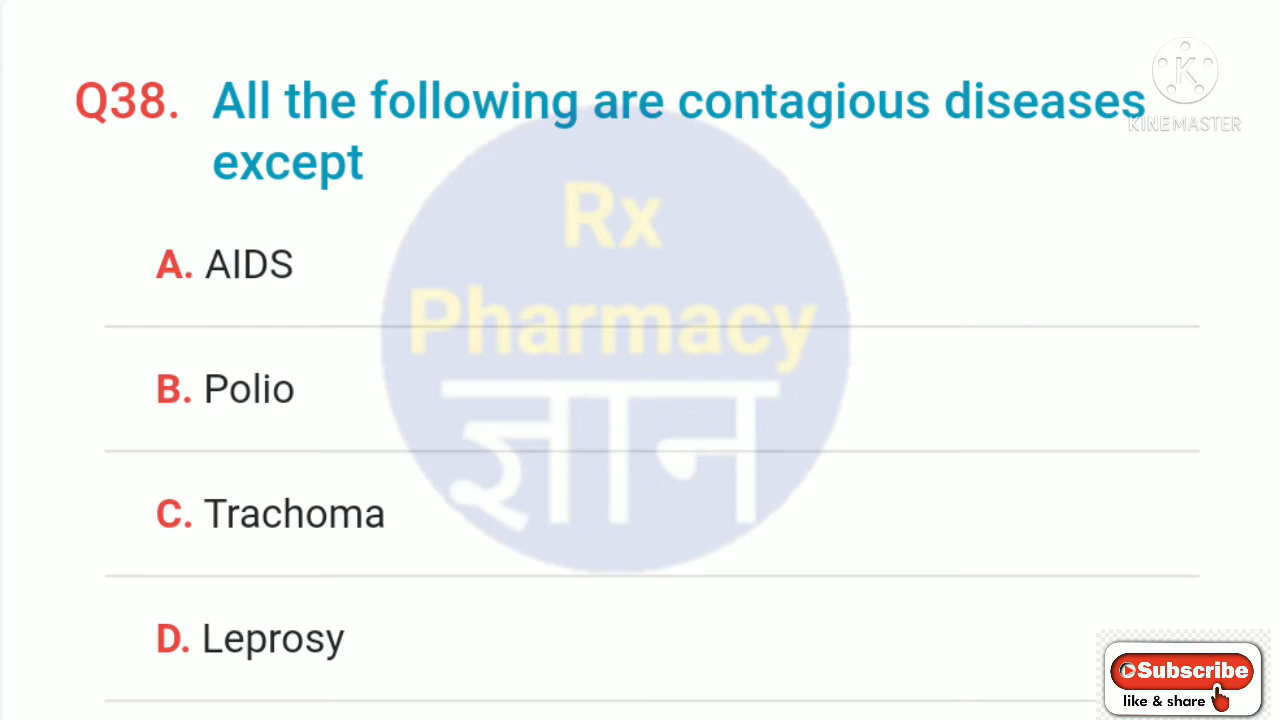 K
KINEMASTER
Q38. All the following are contagious diseases
except
Rx
Pharmacy
ज्ञान
A. AIDS
B. Polio
C. Trachoma
D. Leprosy
Subscribe
like & share